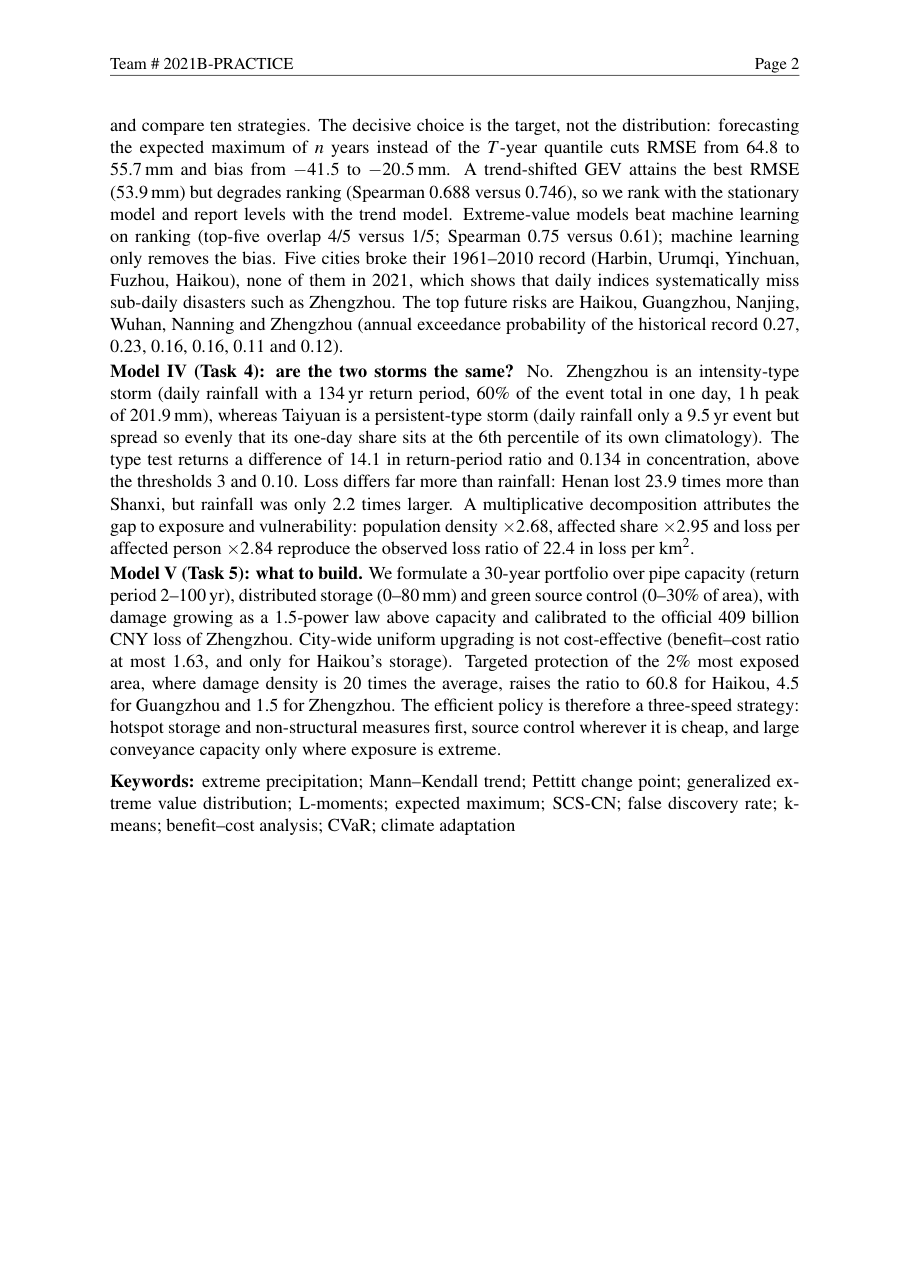 Team # 2021B-PRACTICE Page 2
and compare ten strategies. The decisive choice is the target, not the distribution: forecasting
the expected maximum of n years instead of the T-year quantile cuts RMSE from 64.8 to
55.7 mm and bias from −41.5 to −20.5 mm. A trend-shifted GEV attains the best RMSE
(53.9 mm) but degrades ranking (Spearman 0.688 versus 0.746), so we rank with the stationary
model and report levels with the trend model. Extreme-value models beat machine learning
on ranking (top-five overlap 4/5 versus 1/5; Spearman 0.75 versus 0.61); machine learning
only removes the bias. Five cities broke their 1961–2010 record (Harbin, Urumqi, Yinchuan,
Fuzhou, Haikou), none of them in 2021, which shows that daily indices systematically miss
sub-daily disasters such as Zhengzhou. The top future risks are Haikou, Guangzhou, Nanjing,
Wuhan, Nanning and Zhengzhou (annual exceedance probability of the historical record 0.27,
0.23, 0.16, 0.16, 0.11 and 0.12).
Model IV (Task 4): are the two storms the same? No. Zhengzhou is an intensity-type
storm (daily rainfall with a 134 yr return period, 60% of the event total in one day, 1 h peak
of 201.9 mm), whereas Taiyuan is a persistent-type storm (daily rainfall only a 9.5 yr event but
spread so evenly that its one-day share sits at the 6th percentile of its own climatology). The
type test returns a difference of 14.1 in return-period ratio and 0.134 in concentration, above
the thresholds 3 and 0.10. Loss differs far more than rainfall: Henan lost 23.9 times more than
Shanxi, but rainfall was only 2.2 times larger. A multiplicative decomposition attributes the
gap to exposure and vulnerability: population density ×2.68, affected share ×2.95 and loss per
affected person ×2.84 reproduce the observed loss ratio of 22.4 in loss per km².
Model V (Task 5): what to build. We formulate a 30-year portfolio over pipe capacity (return
period 2–100 yr), distributed storage (0–80 mm) and green source control (0–30% of area), with
damage growing as a 1.5-power law above capacity and calibrated to the official 409 billion
CNY loss of Zhengzhou. City-wide uniform upgrading is not cost-effective (benefit–cost ratio
at most 1.63, and only for Haikou's storage). Targeted protection of the 2% most exposed
area, where damage density is 20 times the average, raises the ratio to 60.8 for Haikou, 4.5
for Guangzhou and 1.5 for Zhengzhou. The efficient policy is therefore a three-speed strategy:
hotspot storage and non-structural measures first, source control wherever it is cheap, and large
conveyance capacity only where exposure is extreme.
Keywords: extreme precipitation; Mann–Kendall trend; Pettitt change point; generalized ex-
treme value distribution; L-moments; expected maximum; SCS-CN; false discovery rate; k-
means; benefit–cost analysis; CVaR; climate adaptation